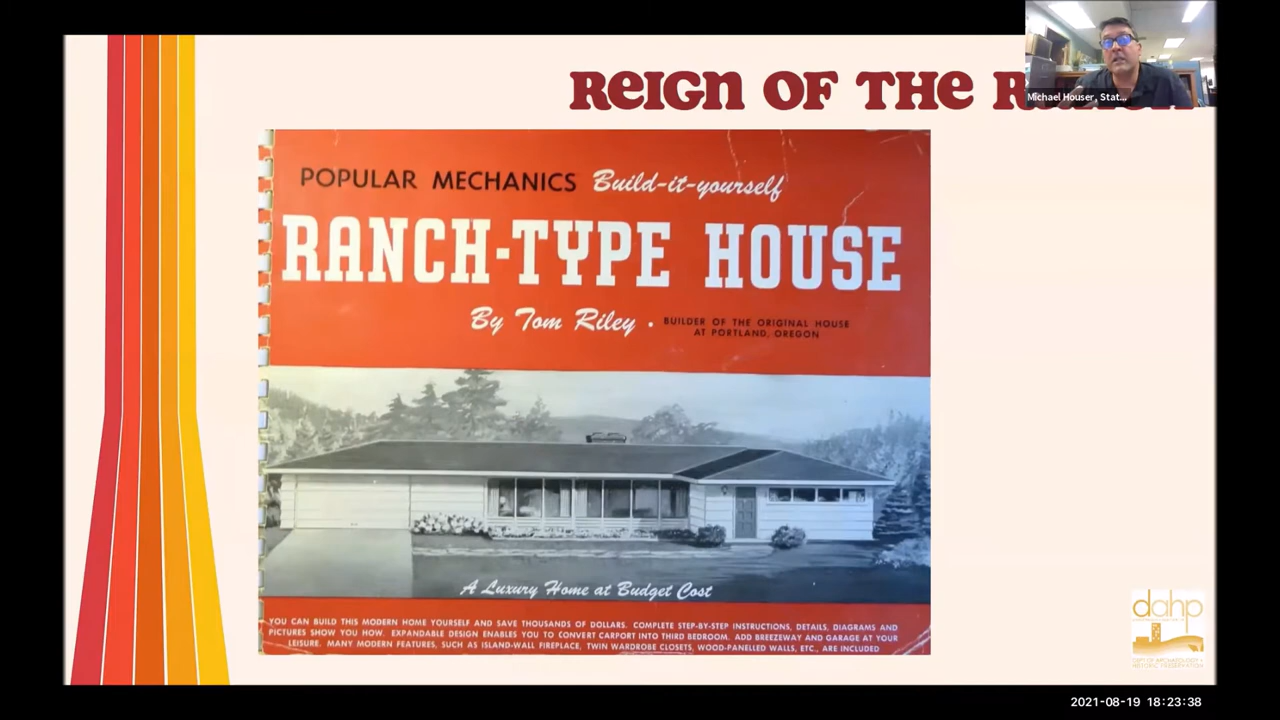 REIGN OF THE R
Michael Houser, Stat...
POPULAR MECHANICS Build-it-yourself
RANCH-TYPE HOUSE
By Tom Riley • BUILDER OF THE ORIGINAL HOUSE
AT PORTLAND, OREGON
A Luxury Home at Budget Cost
YOU CAN BUILD THIS MODERN HOME YOURSELF AND SAVE THOUSANDS OF DOLLARS. COMPLETE STEP-BY-STEP INSTRUCTIONS, DETAILS, DIAGRAMS AND
PICTURES SHOW YOU HOW. EXPANDABLE DESIGN ENABLES YOU TO CONVERT CARPORT INTO THIRD BEDROOM. ADD BREEZEWAY AND GARAGE AT YOUR
LEISURE. MANY MODERN FEATURES, SUCH AS ISLAND-WALL FIREPLACE, TWIN WARDROBE CLOSETS, WOOD-PANELLED WALLS, ETC., ARE INCLUDED
dahp
DEPT OF ARCHAEOLOGY +
HISTORIC PRESERVATION
2021-08-19 18:23:38